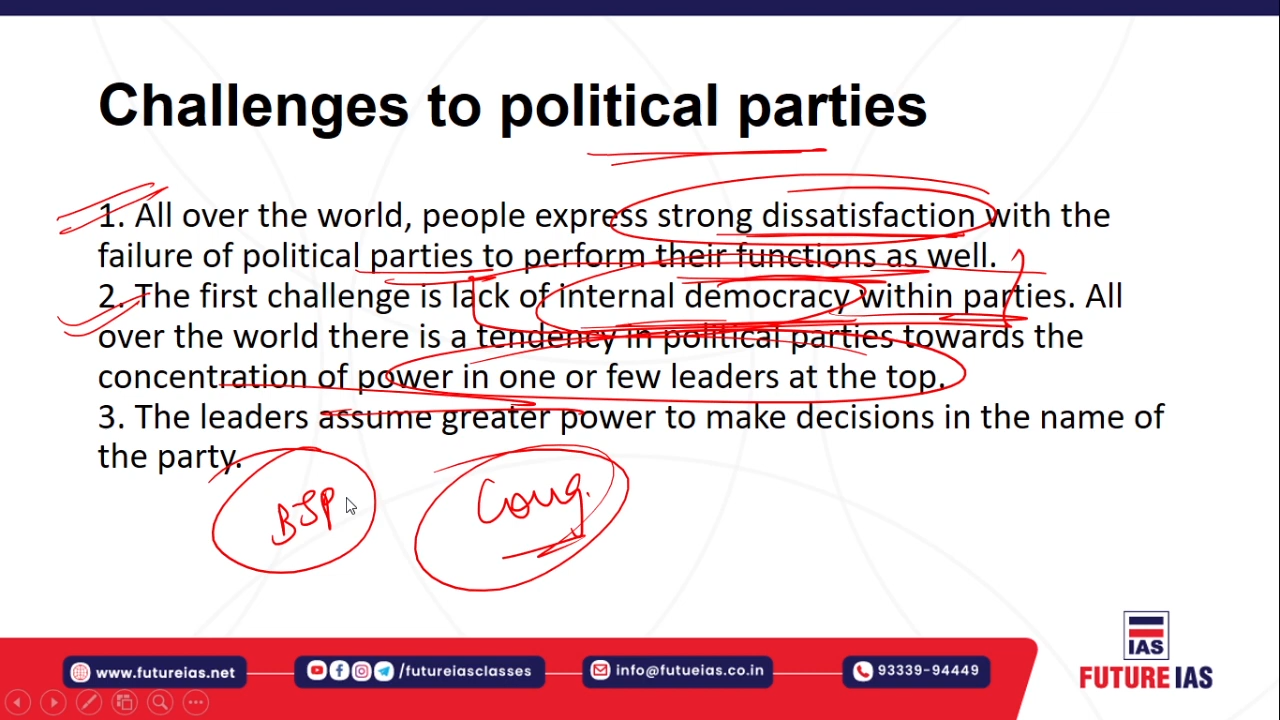 Challenges to political parties
1. All over the world, people express strong dissatisfaction with the
failure of political parties to perform their functions as well.
2. The first challenge is lack of internal democracy within parties. All
over the world there is a tendency in political parties towards the
concentration of power in one or few leaders at the top.
3. The leaders assume greater power to make decisions in the name of
the party.
BJP
Cong.
IAS
FUTURE IAS
www.futureias.net
/futureiasclasses
info@futueias.co.in
93339-94449